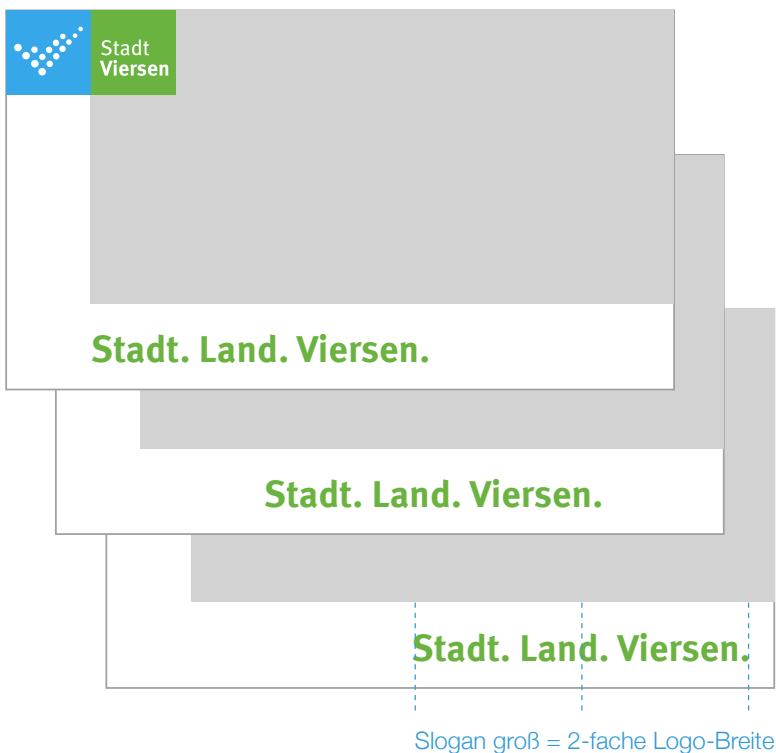 Stadt
Viersen
Stadt. Land. Viersen.
Stadt. Land. Viersen.
Stadt. Land. Viersen.
Slogan groß = 2-fache Logo-Breite